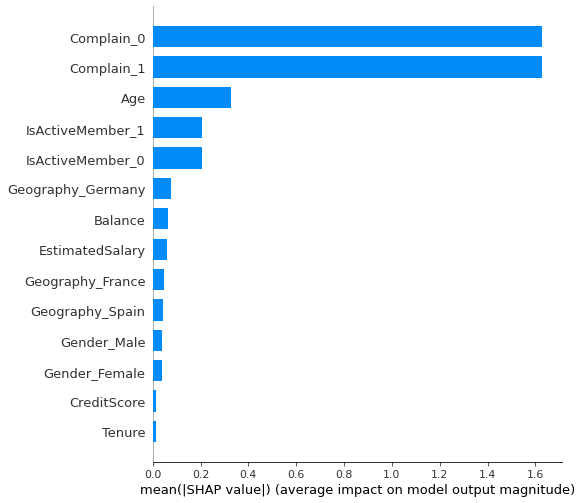 Complain_0
Complain_1
Age
IsActiveMember_1
IsActiveMember_0
Geography_Germany
Balance
EstimatedSalary
Geography_France
Geography_Spain
Gender_Male
Gender_Female
CreditScore
Tenure
0.0 0.2 0.4 0.6 0.8 1.0 1.2 1.4 1.6
mean(|SHAP value|) (average impact on model output magnitude)